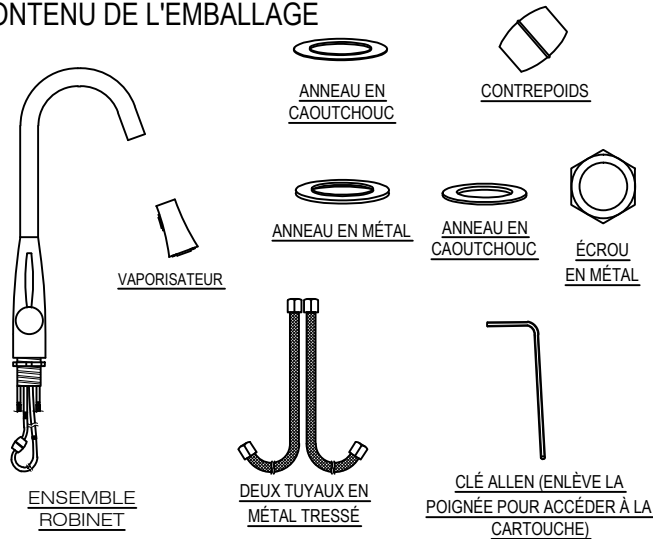 ONTENU DE L'EMBALLAGE
ANNEAU EN
CAOUTCHOUC
CONTREPOIDS
ANNEAU EN MÉTAL
ANNEAU EN
CAOUTCHOUC
ÉCROU
EN MÉTAL
VAPORISATEUR
ENSEMBLE
ROBINET
DEUX TUYAUX EN
MÉTAL TRESSÉ
CLÉ ALLEN (ENLÈVE LA
POIGNÉE POUR ACCÉDER À LA
CARTOUCHE)